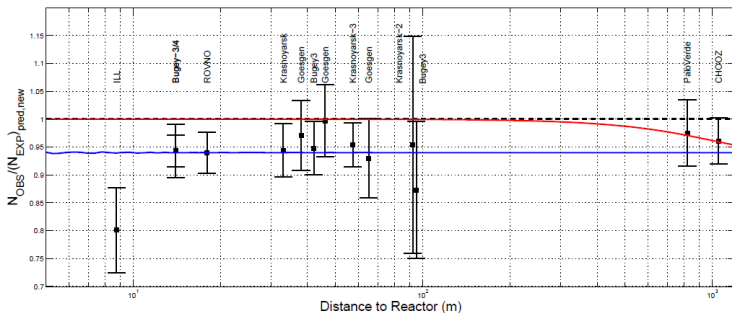 N_OBS/(N_EXP)_pred,new
1.15
1.1
1.05
1
0.95
0.9
0.85
0.8
0.75
0.7
ILL
Bugey-3/4
ROVNO
Krashoyarsk
Goesgen
Bugey3
Goesgen
Krasnoyarsk-3
Goesgen
Krasnoyarsk-2
Bugey3
PaloVerde
CHOOZ
10^1
10^2
10^3
Distance to Reactor (m)